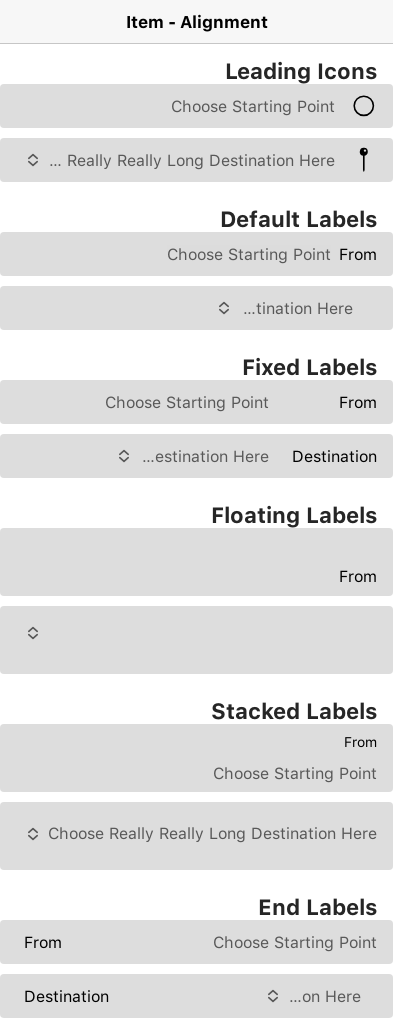 Item - Alignment
Leading Icons
Choose Starting Point
... Really Really Long Destination Here
Default Labels
Choose Starting Point From
...tination Here
Fixed Labels
Choose Starting Point From
...estination Here Destination
Floating Labels
From
Stacked Labels
From
Choose Starting Point
Choose Really Really Long Destination Here
End Labels
From Choose Starting Point
Destination ...on Here